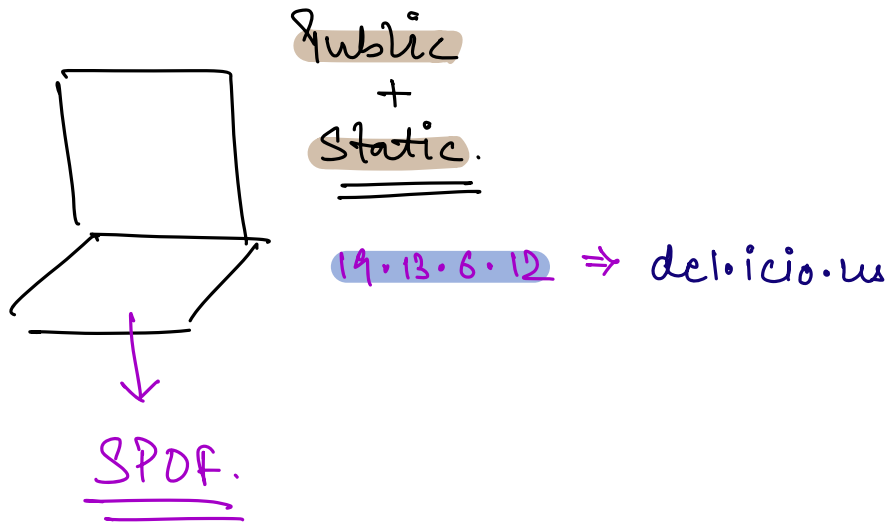 Public
+
Static.
19.13.6.12 ⇒ del.icio.us
SPOF.